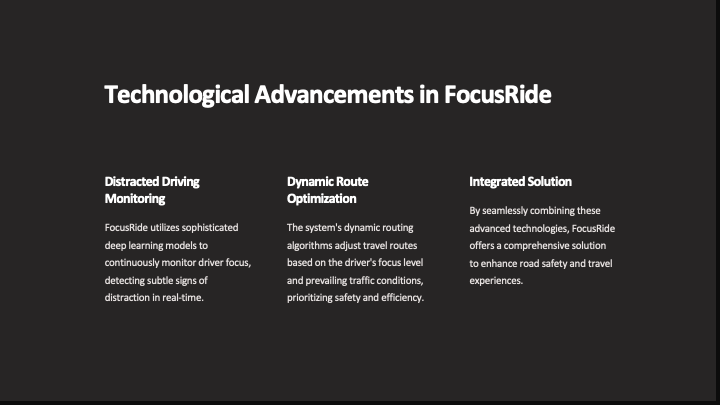 Technological Advancements in FocusRide
Distracted Driving
Monitoring
FocusRide utilizes sophisticated
deep learning models to
continuously monitor driver focus,
detecting subtle signs of
distraction in real-time.
Dynamic Route
Optimization
The system's dynamic routing
algorithms adjust travel routes
based on the driver's focus level
and prevailing traffic conditions,
prioritizing safety and efficiency.
Integrated Solution
By seamlessly combining these
advanced technologies, FocusRide
offers a comprehensive solution
to enhance road safety and travel
experiences.